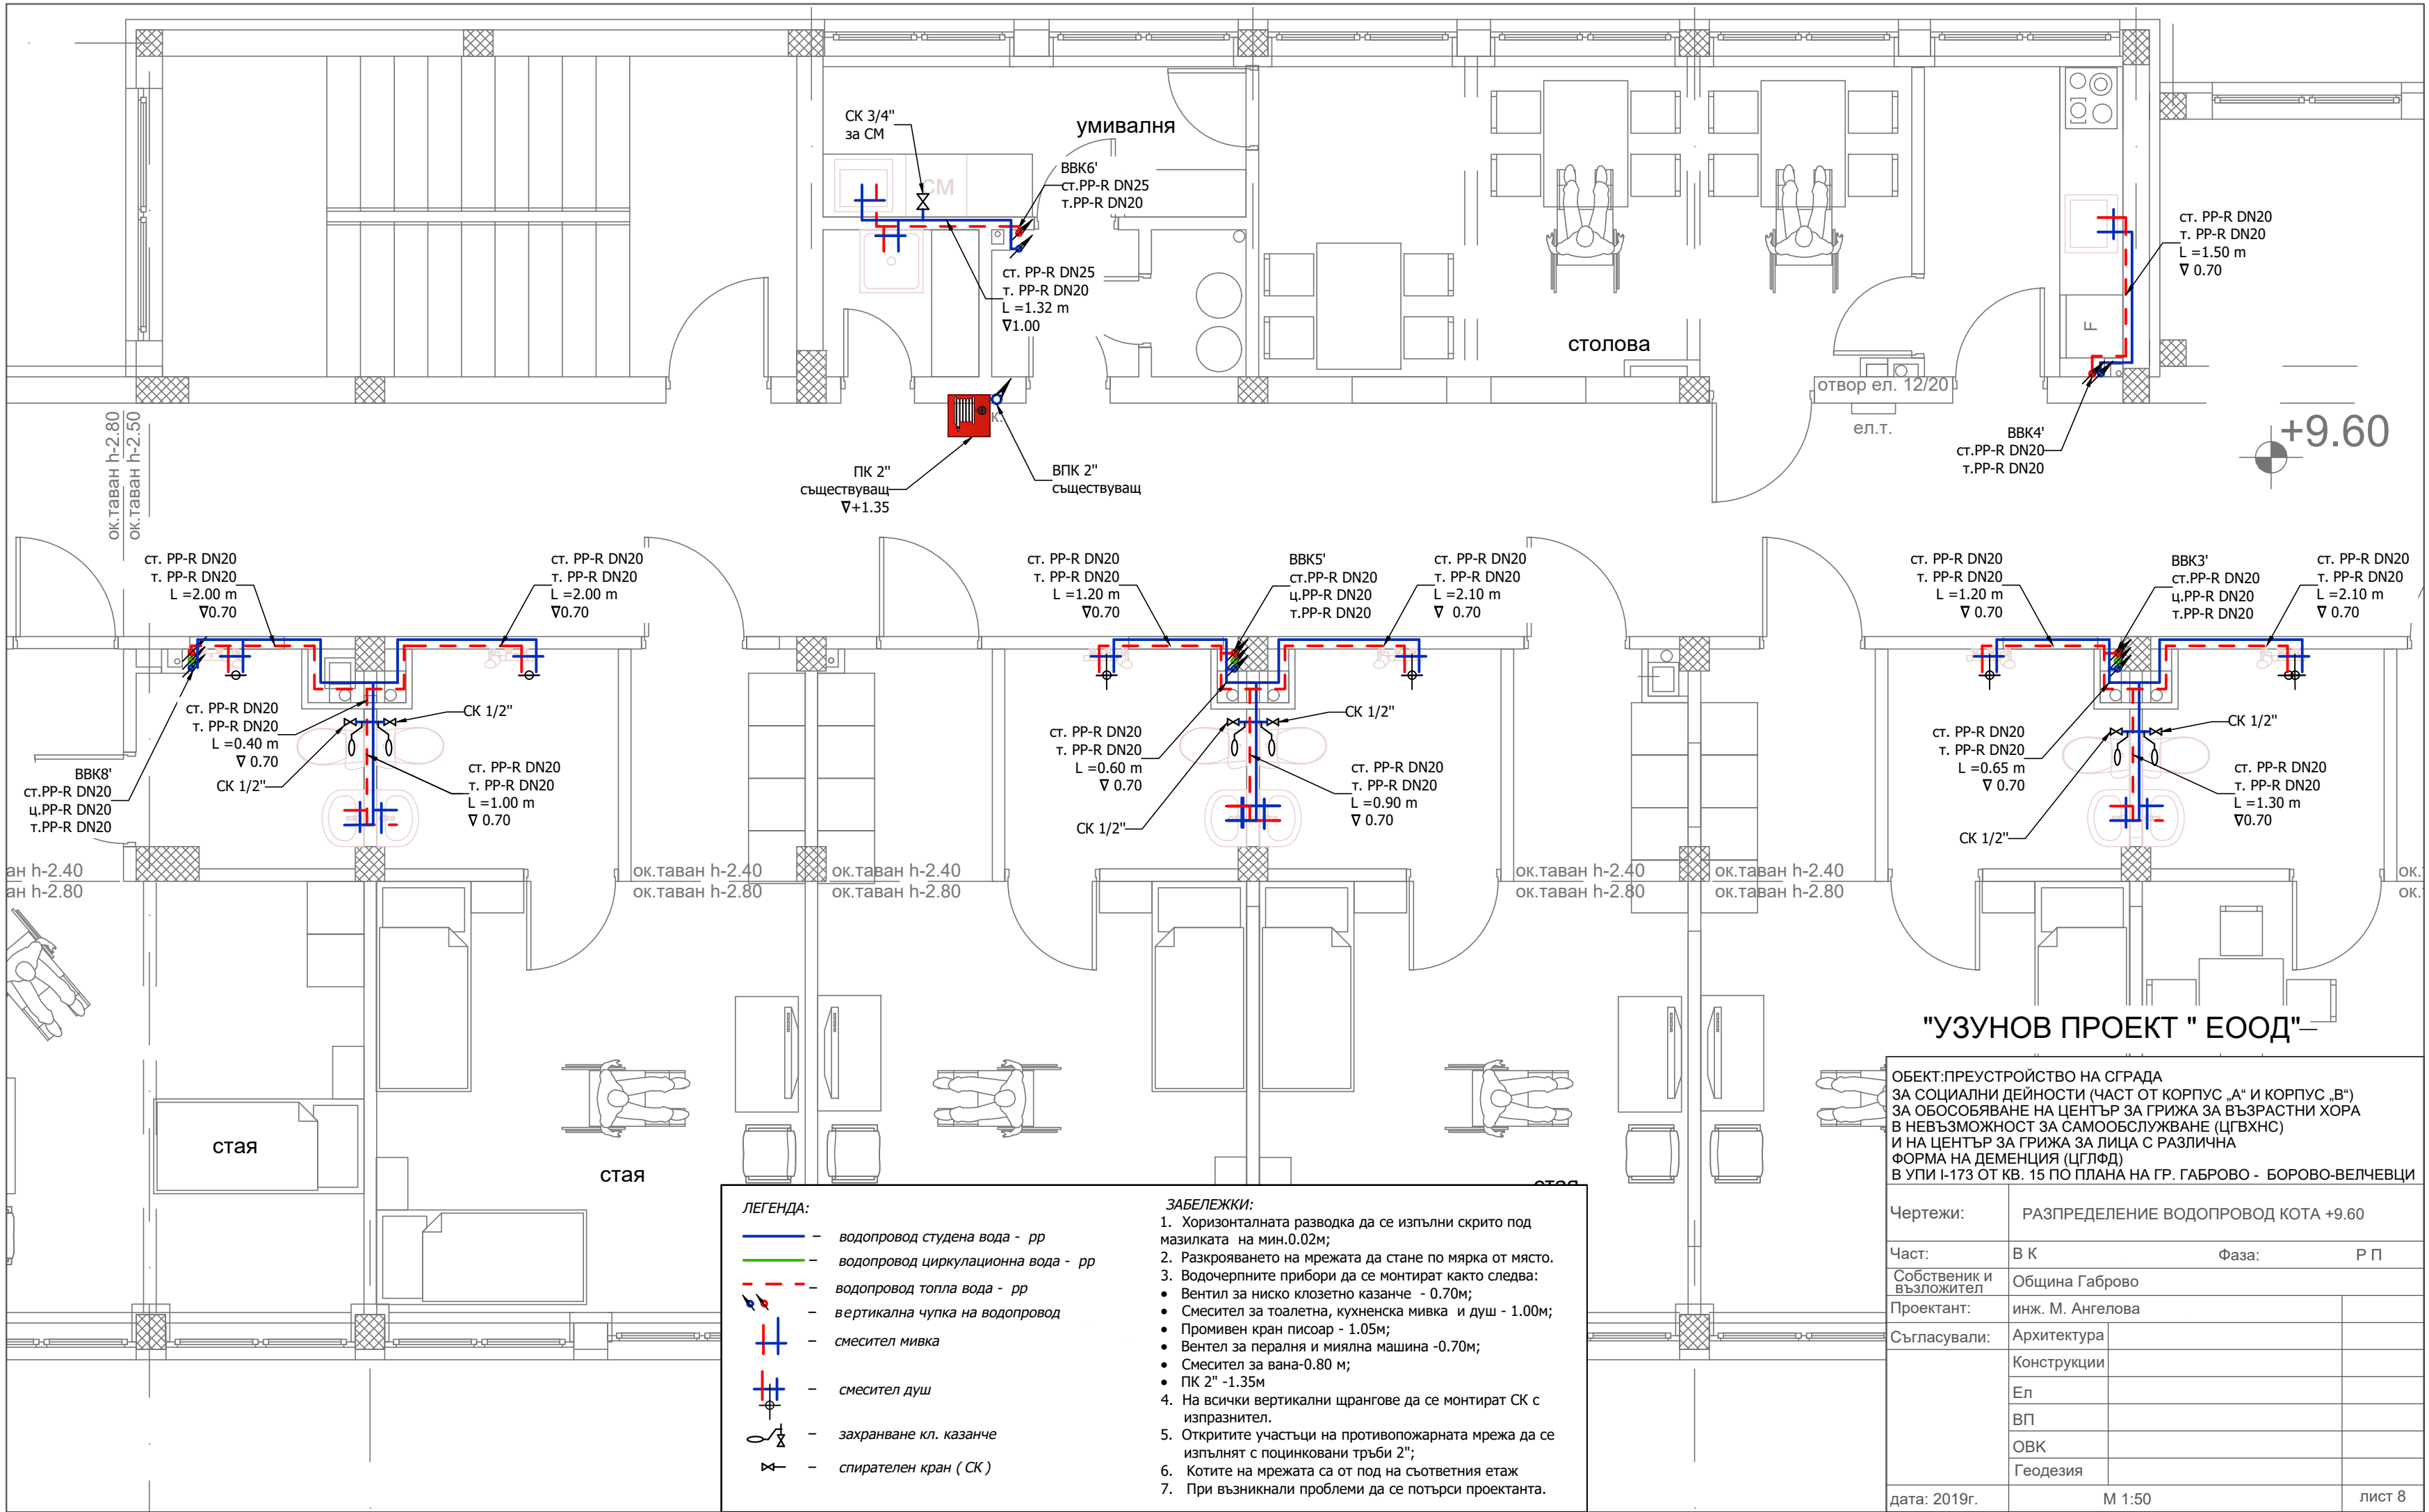 СК 3/4"
за СМ
умивалня
СМ
ВВК6'
ст.PP-R DN25
т.PP-R DN20
ст. PP-R DN25
т. PP-R DN20
L =1.32 m
∇1.00
столова
ст. PP-R DN20
т. PP-R DN20
L =1.50 m
∇ 0.70
F
отвор ел. 12/20
ел.т.
ВВК4'
ст.PP-R DN20
т.PP-R DN20
+9.60
ок.таван h-2.80
ок.таван h-2.50
ПК 2"
съществуващ
∇+1.35
ВПК 2"
съществуващ
ст. PP-R DN20
т. PP-R DN20
L =2.00 m
∇0.70
ст. PP-R DN20
т. PP-R DN20
L =2.00 m
∇0.70
ст. PP-R DN20
т. PP-R DN20
L =1.20 m
∇0.70
ВВК5'
ст.PP-R DN20
ц.PP-R DN20
т.PP-R DN20
ст. PP-R DN20
т. PP-R DN20
L =2.10 m
∇ 0.70
ст. PP-R DN20
т. PP-R DN20
L =1.20 m
∇ 0.70
ВВК3'
ст.PP-R DN20
ц.PP-R DN20
т.PP-R DN20
ст. PP-R DN20
т. PP-R DN20
L =2.10 m
∇ 0.70
ст. PP-R DN20
т. PP-R DN20
L =0.40 m
∇ 0.70
СК 1/2"
СК 1/2"
ВВК8'
ст.PP-R DN20
ц.PP-R DN20
т.PP-R DN20
ст. PP-R DN20
т. PP-R DN20
L =1.00 m
∇ 0.70
ст. PP-R DN20
т. PP-R DN20
L =0.60 m
∇ 0.70
СК 1/2"
СК 1/2"
ст. PP-R DN20
т. PP-R DN20
L =0.90 m
∇ 0.70
ст. PP-R DN20
т. PP-R DN20
L =0.65 m
∇ 0.70
СК 1/2"
СК 1/2"
ст. PP-R DN20
т. PP-R DN20
L =1.30 m
∇0.70
ан h-2.40
ан h-2.80
ок.таван h-2.40
ок.таван h-2.80
ок.таван h-2.40
ок.таван h-2.80
ок.таван h-2.40
ок.таван h-2.80
ок.таван h-2.40
ок.таван h-2.80
ок.
ок.
стая
стая
"УЗУНОВ ПРОЕКТ " ЕООД"
ОБЕКТ:ПРЕУСТРОЙСТВО НА СГРАДА
ЗА СОЦИАЛНИ ДЕЙНОСТИ (ЧАСТ ОТ КОРПУС „А“ И КОРПУС „В“)
ЗА ОБОСОБЯВАНЕ НА ЦЕНТЪР ЗА ГРИЖА ЗА ВЪЗРАСТНИ ХОРА
В НЕВЪЗМОЖНОСТ ЗА САМООБСЛУЖВАНЕ (ЦГВХНС)
И НА ЦЕНТЪР ЗА ГРИЖА ЗА ЛИЦА С РАЗЛИЧНА
ФОРМА НА ДЕМЕНЦИЯ (ЦГЛФД)
В УПИ I-173 ОТ КВ. 15 ПО ПЛАНА НА ГР. ГАБРОВО - БОРОВО-ВЕЛЧЕВЦИ
Чертежи: РАЗПРЕДЕЛЕНИЕ ВОДОПРОВОД КОТА +9.60
Част: В К Фаза: Р П
Собственик и
възложител Община Габрово
Проектант: инж. М. Ангелова
Съгласували: Архитектура
Конструкции
Ел
ВП
ОВК
Геодезия
дата: 2019г. М 1:50 лист 8
ЛЕГЕНДА:
– водопровод студена вода - рр
– водопровод циркулационна вода - рр
– водопровод топла вода - рр
– вертикална чупка на водопровод
– смесител мивка
– смесител душ
– захранване кл. казанче
– спирателен кран ( СК )
ЗАБЕЛЕЖКИ:
1. Хоризонталната разводка да се изпълни скрито под
мазилката на мин.0.02м;
2. Разкрояването на мрежата да стане по мярка от място.
3. Водочерпните прибори да се монтират както следва:
• Вентил за ниско клозетно казанче - 0.70м;
• Смесител за тоалетна, кухненска мивка и душ - 1.00м;
• Промивен кран писоар - 1.05м;
• Вентел за пералня и миялна машина -0.70м;
• Смесител за вана-0.80 м;
• ПК 2" -1.35м
4. На всички вертикални щрангове да се монтират СК с
изпразнител.
5. Откритите участъци на противопожарната мрежа да се
изпълнят с поцинковани тръби 2";
6. Котите на мрежата са от под на съответния етаж
7. При възникнали проблеми да се потърси проектанта.